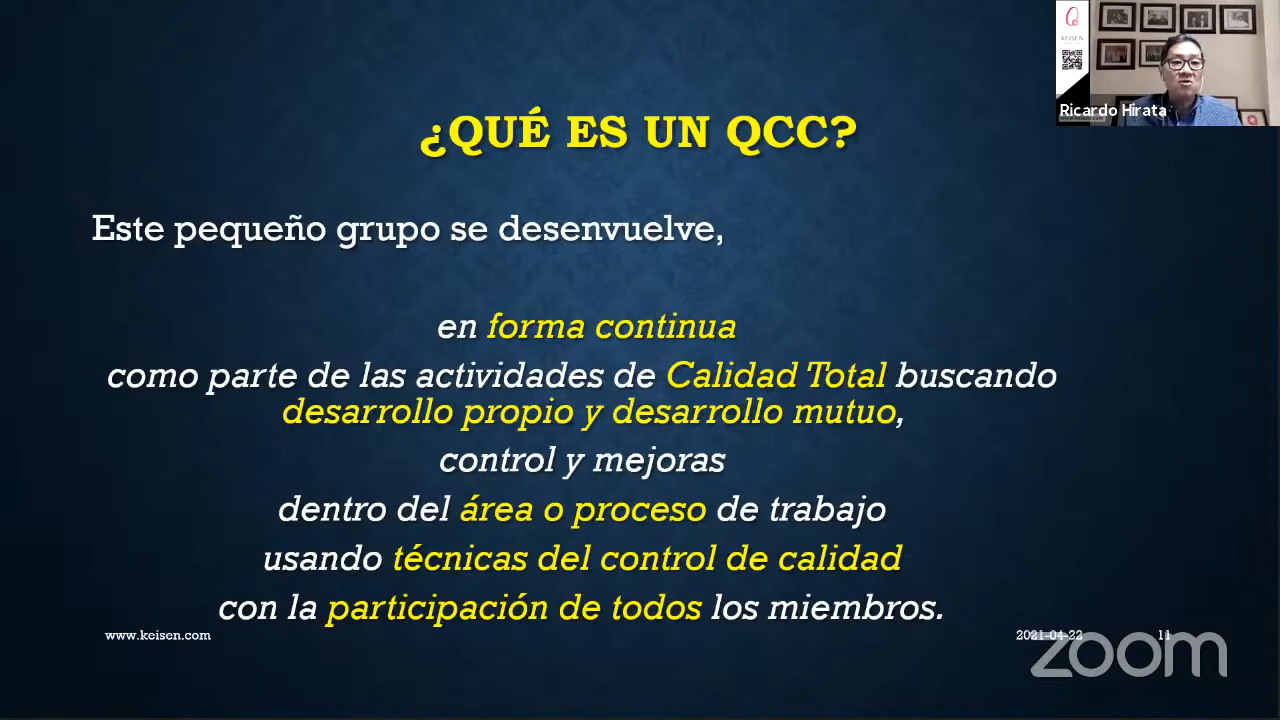 KEISEN
Ricardo Hirata
¿QUÉ ES UN QCC?
Este pequeño grupo se desenvuelve,
en forma continua
como parte de las actividades de Calidad Total buscando
desarrollo propio y desarrollo mutuo,
control y mejoras
dentro del área o proceso de trabajo
usando técnicas del control de calidad
con la participación de todos los miembros.
www.keisen.com
2021-04-22
11
zoom